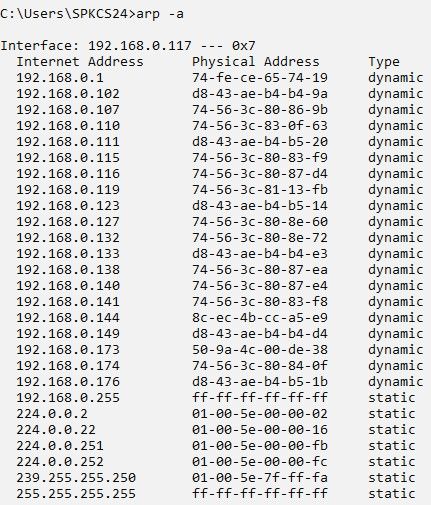 C:\Users\SPKCS24>arp -a
Interface: 192.168.0.117 --- 0x7
Internet Address Physical Address Type
192.168.0.1 74-fe-ce-65-74-19 dynamic
192.168.0.102 d8-43-ae-b4-b4-9a dynamic
192.168.0.107 74-56-3c-80-86-9b dynamic
192.168.0.110 74-56-3c-83-0f-63 dynamic
192.168.0.111 d8-43-ae-b4-b5-20 dynamic
192.168.0.115 74-56-3c-80-83-f9 dynamic
192.168.0.116 74-56-3c-80-87-d4 dynamic
192.168.0.119 74-56-3c-81-13-fb dynamic
192.168.0.123 d8-43-ae-b4-b5-14 dynamic
192.168.0.127 74-56-3c-80-8e-60 dynamic
192.168.0.132 74-56-3c-80-8e-72 dynamic
192.168.0.133 d8-43-ae-b4-b4-e3 dynamic
192.168.0.138 74-56-3c-80-87-ea dynamic
192.168.0.140 74-56-3c-80-87-e4 dynamic
192.168.0.141 74-56-3c-80-83-f8 dynamic
192.168.0.144 8c-ec-4b-cc-a5-e9 dynamic
192.168.0.149 d8-43-ae-b4-b4-d4 dynamic
192.168.0.173 50-9a-4c-00-de-38 dynamic
192.168.0.174 74-56-3c-80-84-0f dynamic
192.168.0.176 d8-43-ae-b4-b5-1b dynamic
192.168.0.255 ff-ff-ff-ff-ff-ff static
224.0.0.2 01-00-5e-00-00-02 static
224.0.0.22 01-00-5e-00-00-16 static
224.0.0.251 01-00-5e-00-00-fb static
224.0.0.252 01-00-5e-00-00-fc static
239.255.255.250 01-00-5e-7f-ff-fa static
255.255.255.255 ff-ff-ff-ff-ff-ff static